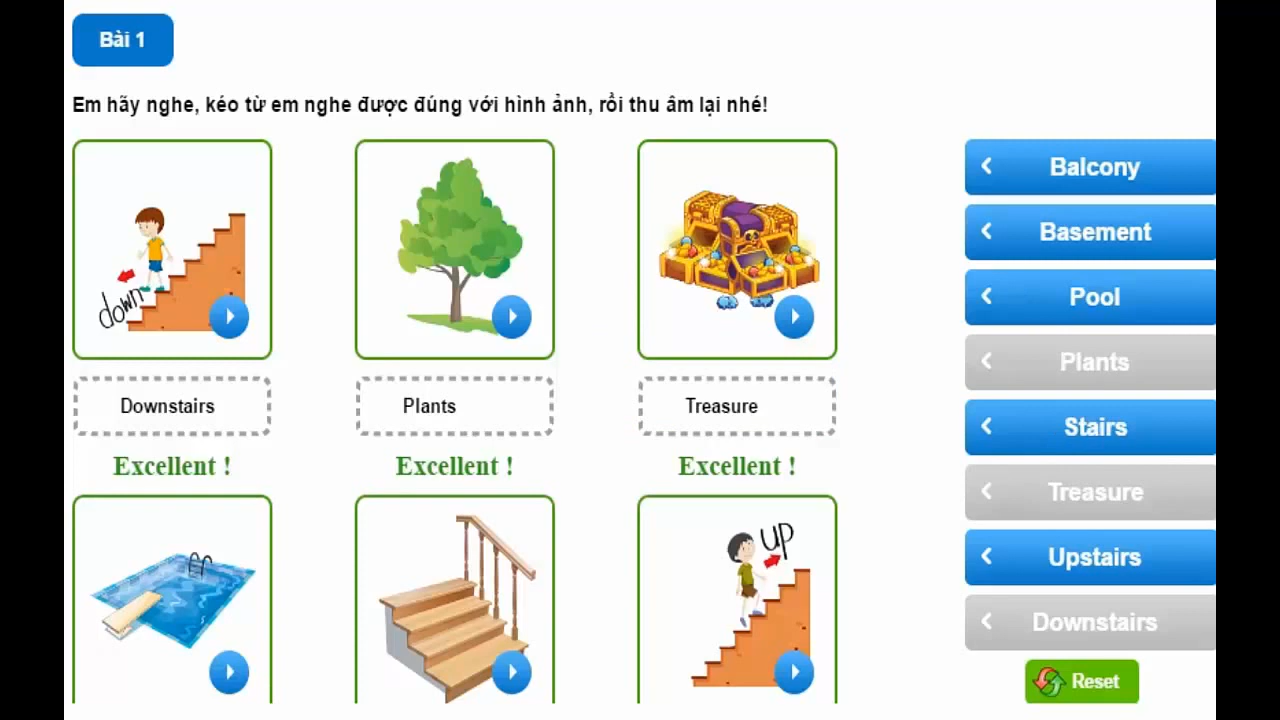 Bài 1
Em hãy nghe, kéo từ em nghe được đúng với hình ảnh, rồi thu âm lại nhé!
down
Downstairs
Plants
Treasure
Excellent !
Excellent !
Excellent !
up
Balcony
Basement
Pool
Plants
Stairs
Treasure
Upstairs
Downstairs
Reset